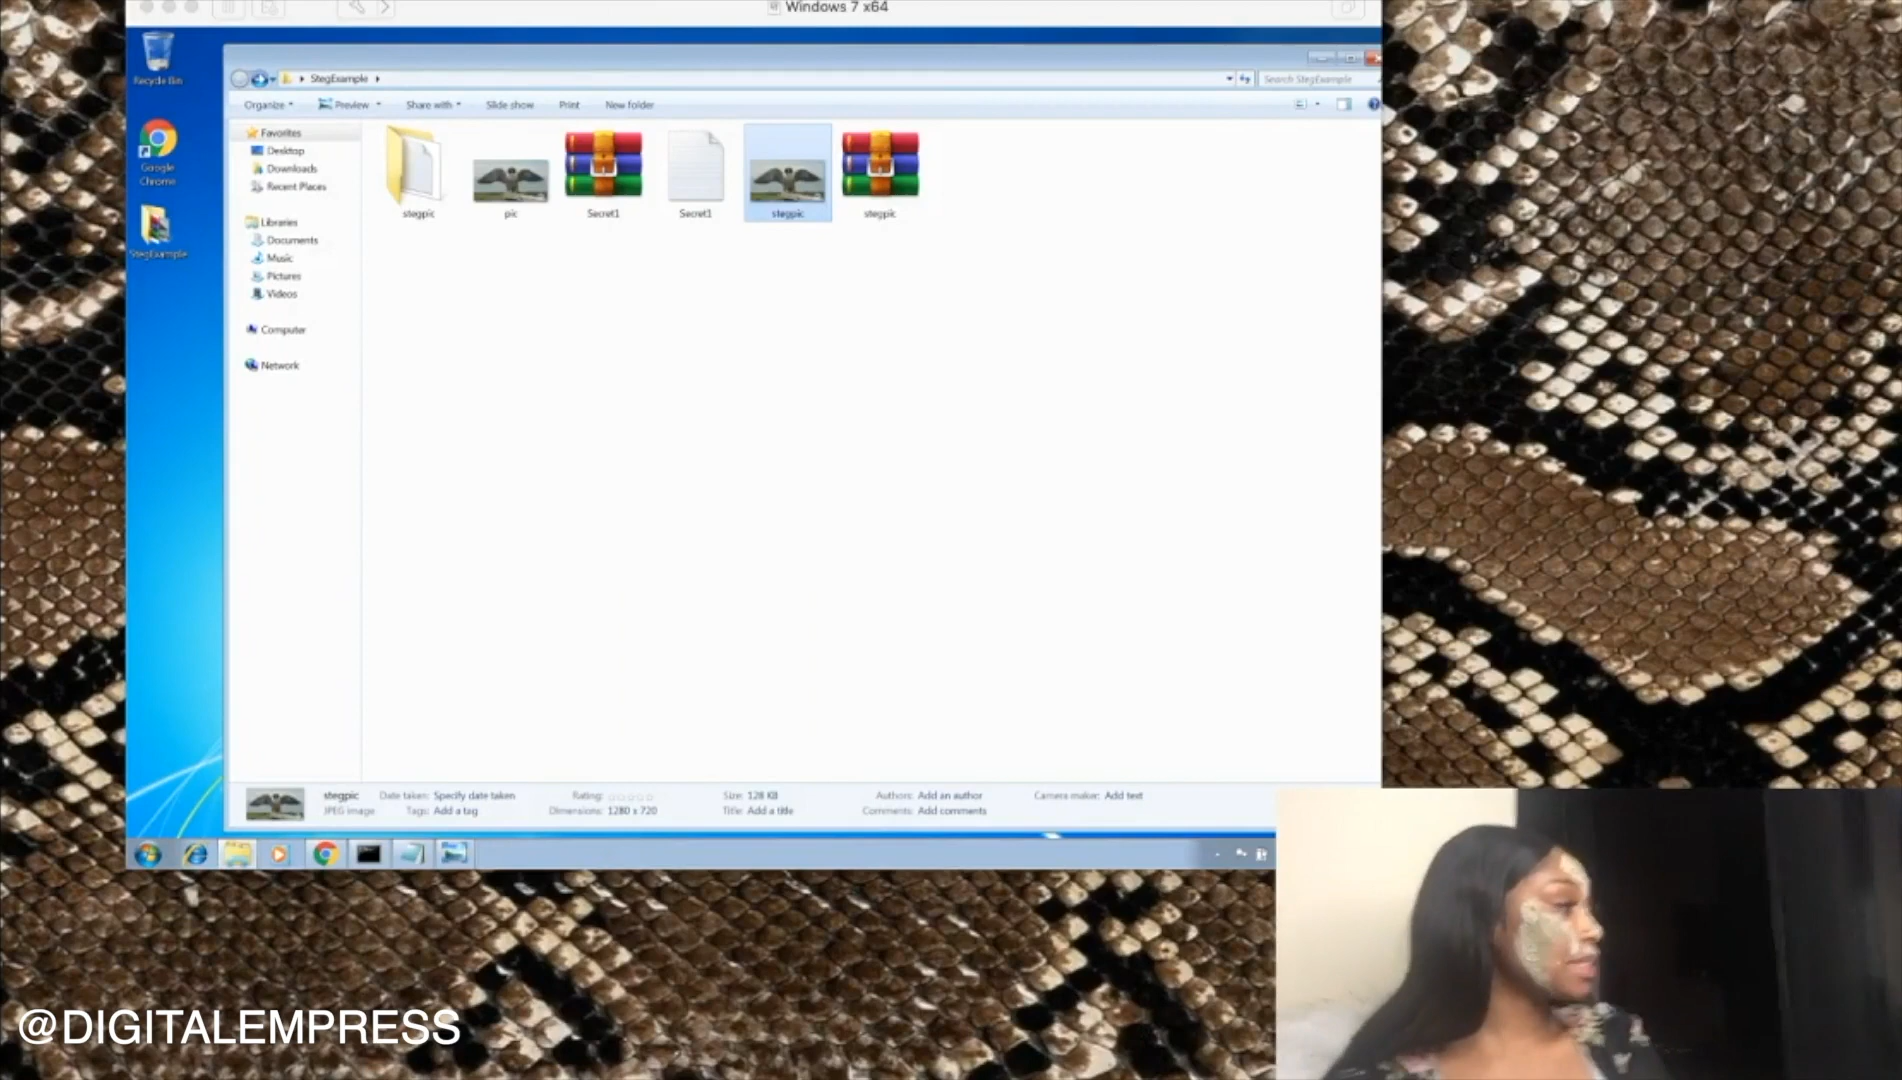 Windows 7 x64
Recycle Bin
StegExample
Search StegExample
Organize
Preview
Share with
Slide show
Print
New folder
Favorites
Desktop
Downloads
Recent Places
Libraries
Documents
Music
Pictures
Videos
Computer
Network
Google
Chrome
StegExample
stegpic
pic
Secret1
Secret1
stegpic
stegpic
stegpic
JPEG image
Date taken: Specify date taken
Tags: Add a tag
Rating:
Dimensions: 1280 x 720
Size: 128 KB
Title: Add a title
Authors: Add an author
Comments: Add comments
Camera maker: Add text
@DIGITALEMPRESS